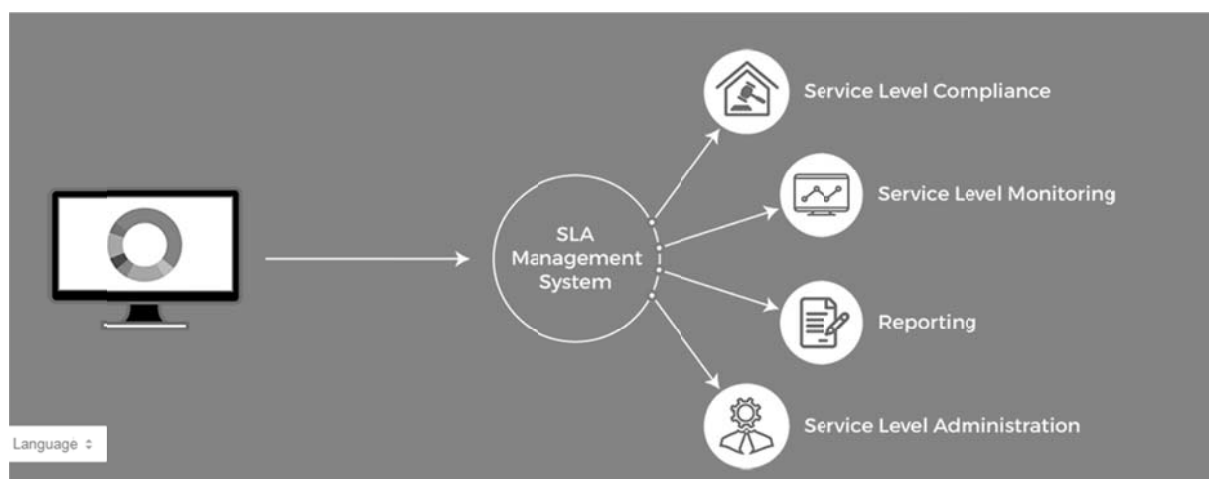 Service Level Compliance
Service Level Monitoring
SLA
Management
System
Reporting
Service Level Administration
Language